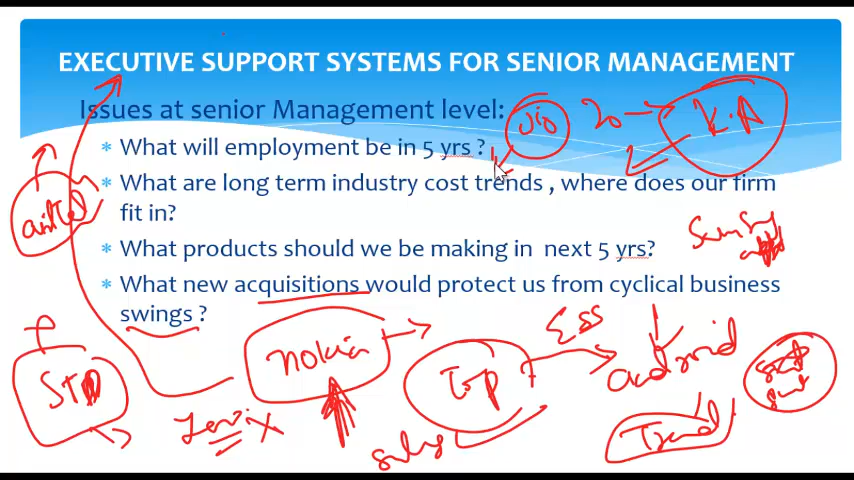 EXECUTIVE SUPPORT SYSTEMS FOR SENIOR MANAGEMENT
Issues at senior Management level:
Jio 20 K.A
* What will employment be in 5 yrs ?
* What are long term industry cost trends , where does our firm
fit in?
airtel
* What products should we be making in next 5 yrs?
* What new acquisitions would protect us from cyclical business
swings ?
ESS
nokia
Top
android
STD
Trend